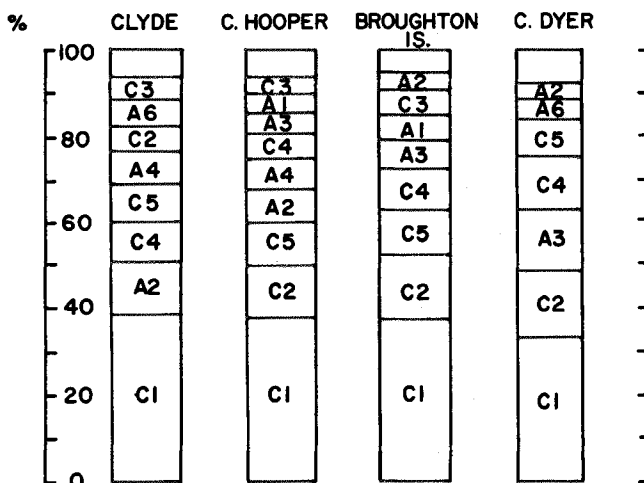 % CLYDE C. HOOPER BROUGHTON IS. C. DYER
100
80
60
40
20
0
C3
A6
C2
A4
C5
C4
A2
C1
C3
A1
A3
C4
A4
A2
C5
C2
C1
A2
C3
A1
A3
C4
C5
C2
C1
A2
A6
C5
C4
A3
C2
C1